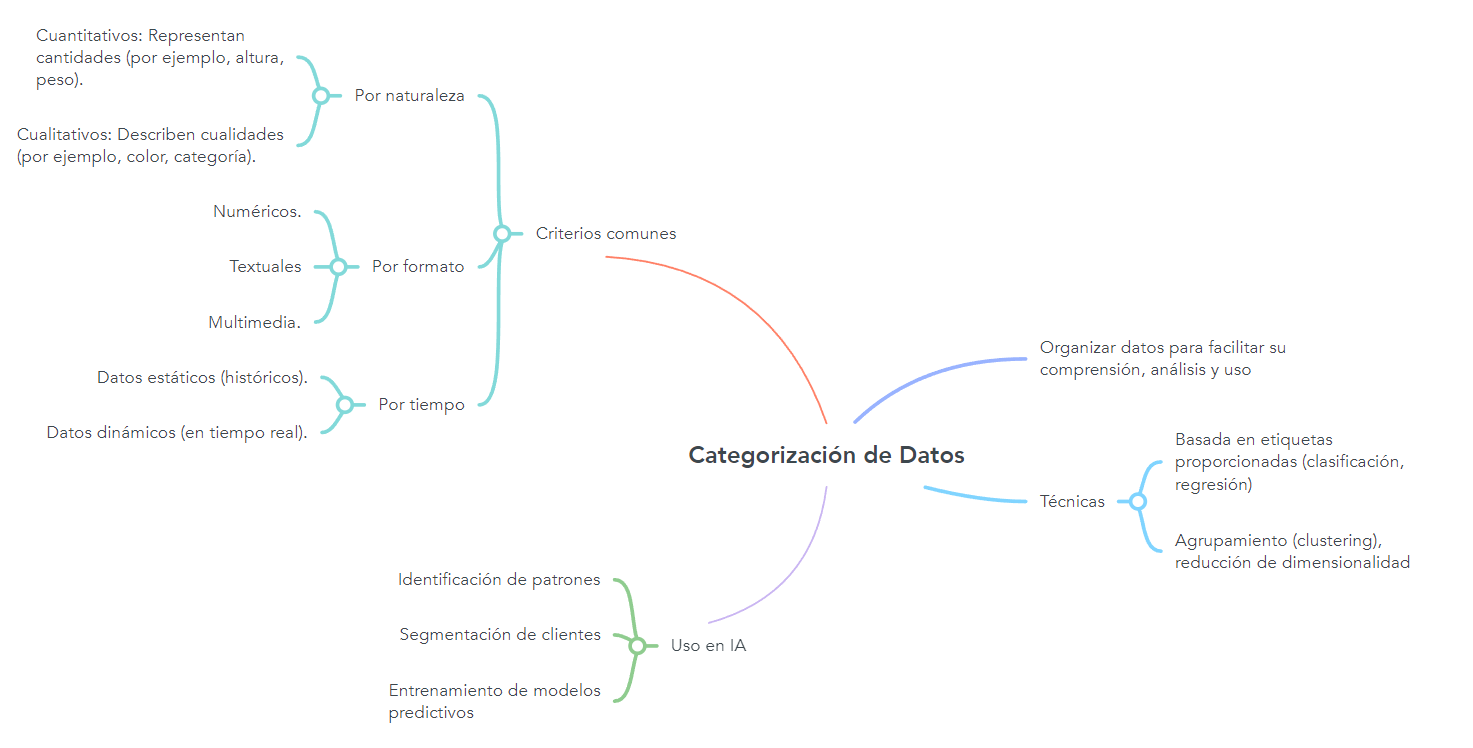 Cuantitativos: Representan
cantidades (por ejemplo, altura,
peso).
Por naturaleza
Cualitativos: Describen cualidades
(por ejemplo, color, categoría).
Numéricos.
Textuales
Por formato
Multimedia.
Datos estáticos (históricos).
Por tiempo
Datos dinámicos (en tiempo real).
Criterios comunes
Organizar datos para facilitar su
comprensión, análisis y uso
Categorización de Datos
Técnicas
Basada en etiquetas
proporcionadas (clasificación,
regresión)
Agrupamiento (clustering),
reducción de dimensionalidad
Identificación de patrones
Segmentación de clientes
Uso en IA
Entrenamiento de modelos
predictivos